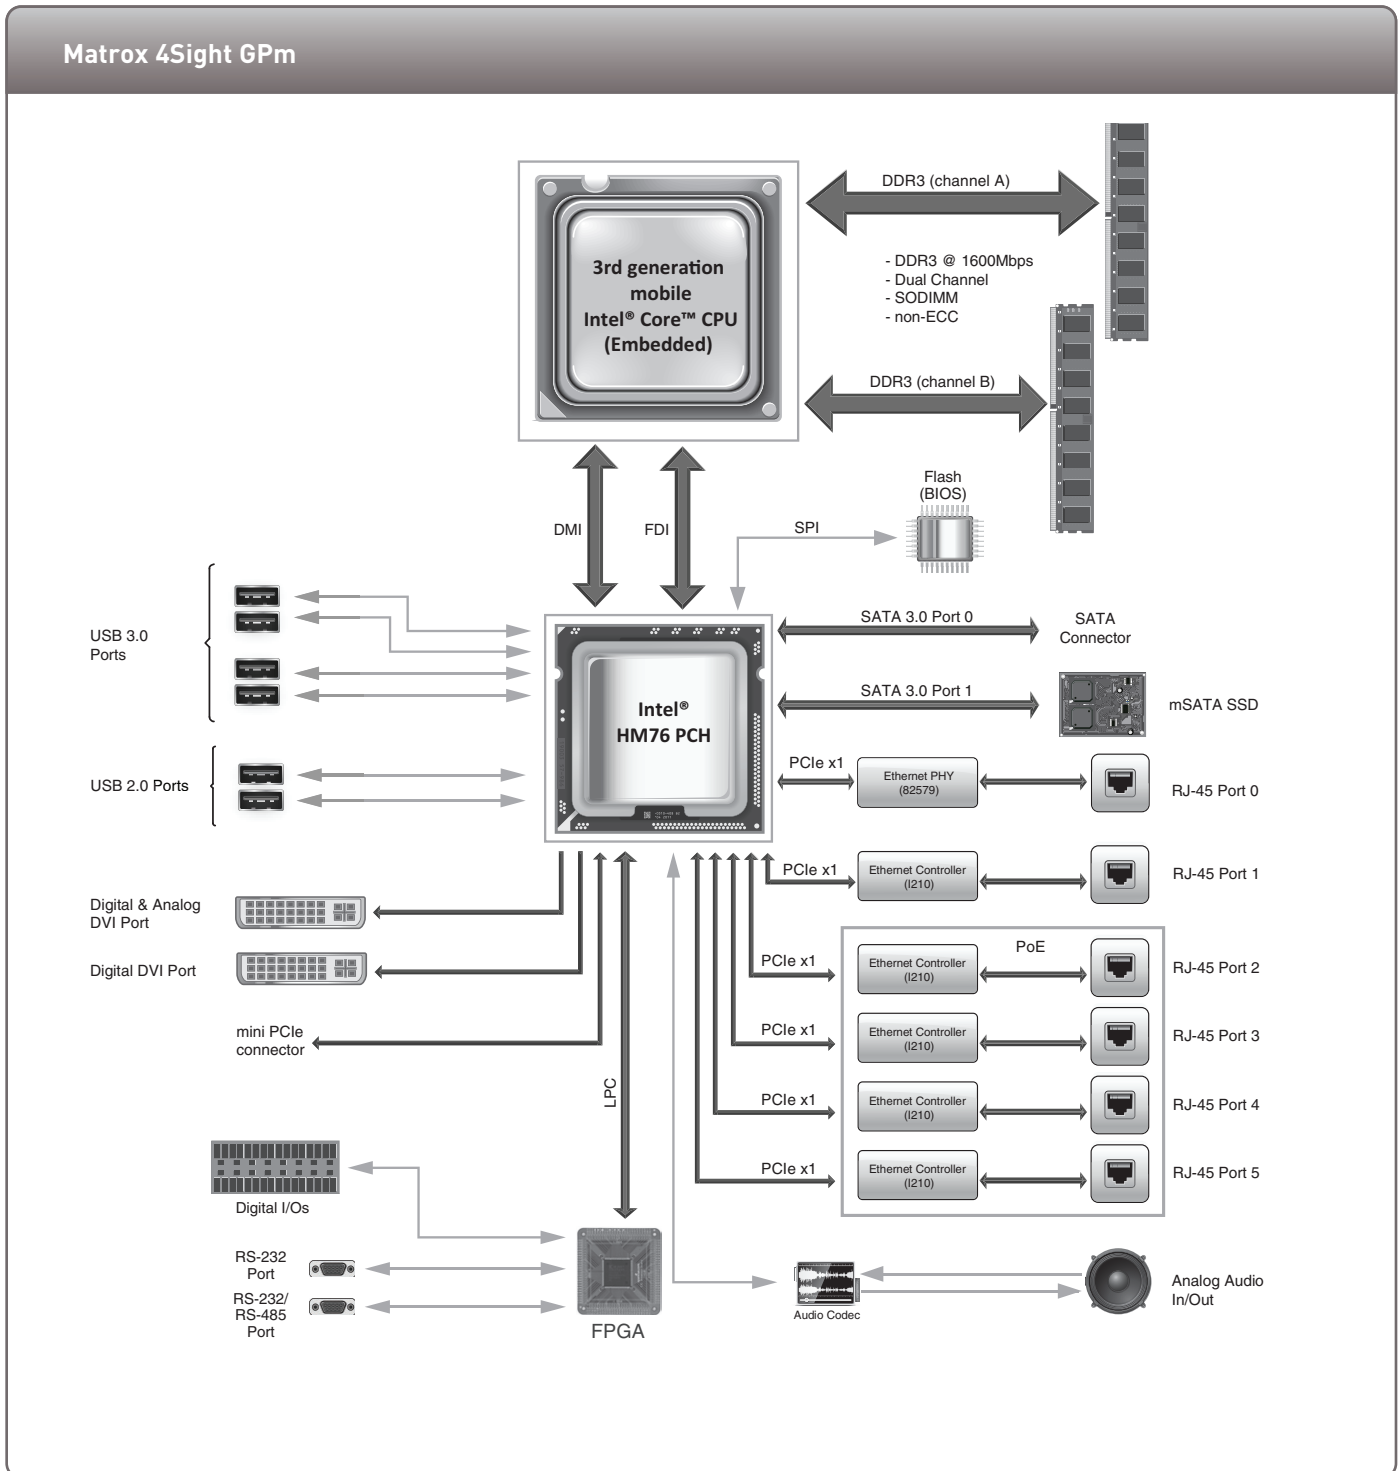 Matrox 4Sight GPm
3rd generation
mobile
Intel® Core™ CPU
(Embedded)
DDR3 (channel A)
- DDR3 @ 1600Mbps
- Dual Channel
- SODIMM
- non-ECC
DDR3 (channel B)
DMI
FDI
SPI
Flash
(BIOS)
USB 3.0
Ports
USB 2.0 Ports
Intel®
HM76 PCH
SATA 3.0 Port 0
SATA
Connector
SATA 3.0 Port 1
mSATA SSD
PCIe x1
Ethernet PHY
(82579)
RJ-45 Port 0
PCIe x1
Ethernet Controller
(I210)
RJ-45 Port 1
Digital & Analog
DVI Port
Digital DVI Port
mini PCIe
connector
LPC
PoE
PCIe x1
Ethernet Controller
(I210)
RJ-45 Port 2
PCIe x1
Ethernet Controller
(I210)
RJ-45 Port 3
PCIe x1
Ethernet Controller
(I210)
RJ-45 Port 4
PCIe x1
Ethernet Controller
(I210)
RJ-45 Port 5
Digital I/Os
RS-232
Port
RS-232/
RS-485
Port
FPGA
Audio Codec
Analog Audio
In/Out